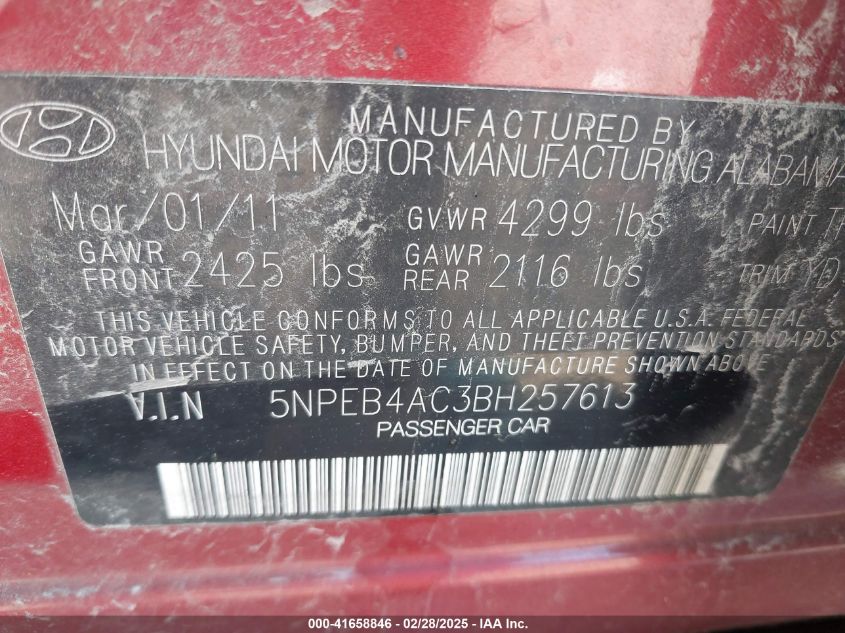 MANUFACTURED BY
HYUNDAI MOTOR MANUFACTURING ALABAMA
Mar/01/11 GVWR 4299 lbs PAINT
GAWR FRONT 2425 lbs GAWR REAR 2116 lbs TRIM YD
THIS VEHICLE CONFORMS TO ALL APPLICABLE U.S.A. FEDERAL
MOTOR VEHICLE SAFETY, BUMPER, AND THEFT PREVENTION STANDARDS
IN EFFECT ON THE DATE OF MANUFACTURE SHOWN ABOVE
V.I.N 5NPEB4AC3BH257613
PASSENGER CAR
000-41658846 - 02/28/2025 - IAA Inc.